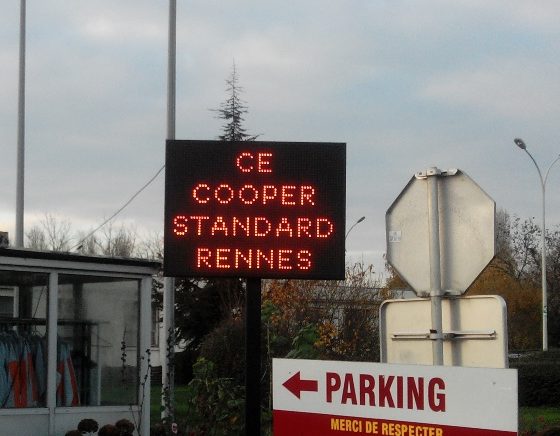 CE
COOPER
STANDARD
RENNES
PARKING
MERCI DE RESPECTER